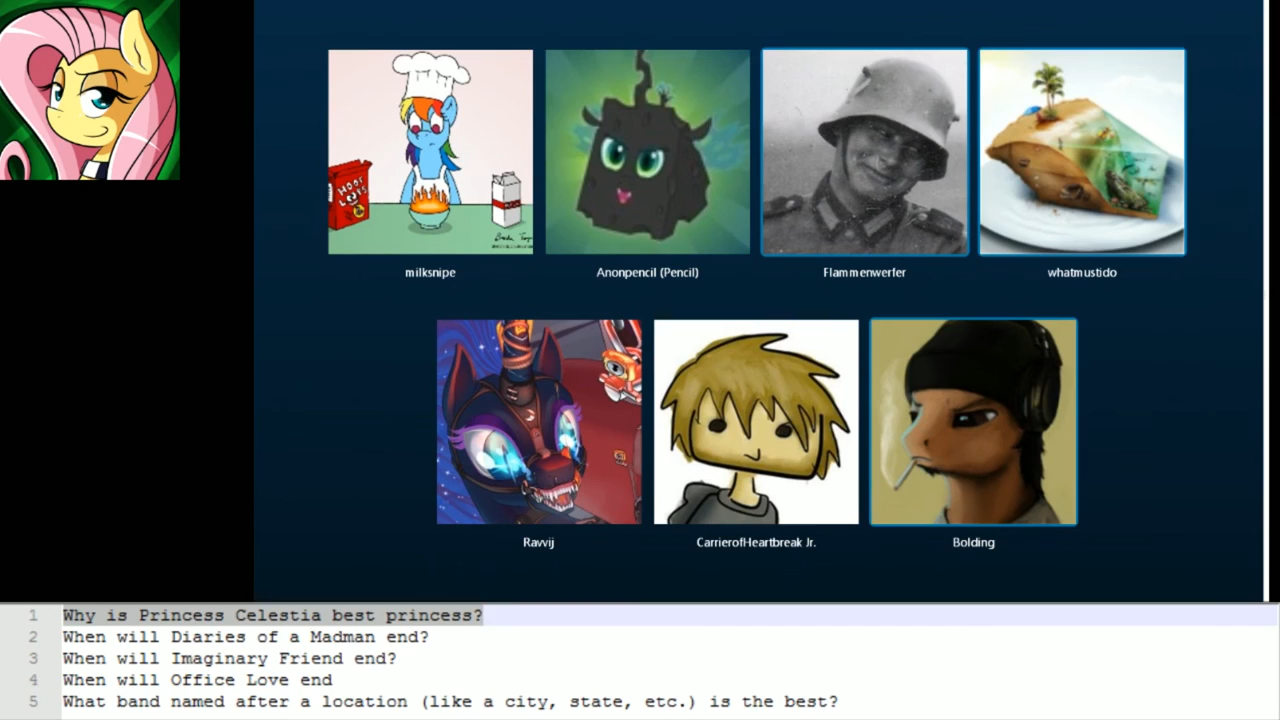 milksnipe
Anonpencil (Pencil)
Flammenwerfer
whatmustido
Ravvij
CarrierofHeartbreak Jr.
Bolding
1 Why is Princess Celestia best princess?
2 When will Diaries of a Madman end?
3 When will Imaginary Friend end?
4 When will Office Love end
5 What band named after a location (like a city, state, etc.) is the best?